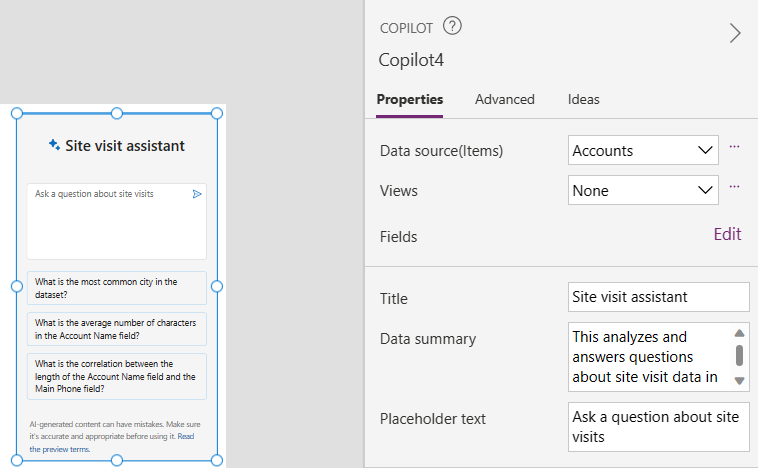 Site visit assistant
Ask a question about site visits
What is the most common city in the
dataset?
What is the average number of characters
in the Account Name field?
What is the correlation between the
length of the Account Name field and the
Main Phone field?
AI-generated content can have mistakes. Make sure
it's accurate and appropriate before using it. Read
the preview terms.
COPILOT ?
Copilot4
Properties Advanced Ideas
Data source(Items) Accounts ...
Views None ...
Fields Edit
Title Site visit assistant
Data summary This analyzes and
answers questions
about site visit data in
Placeholder text Ask a question about site
visits